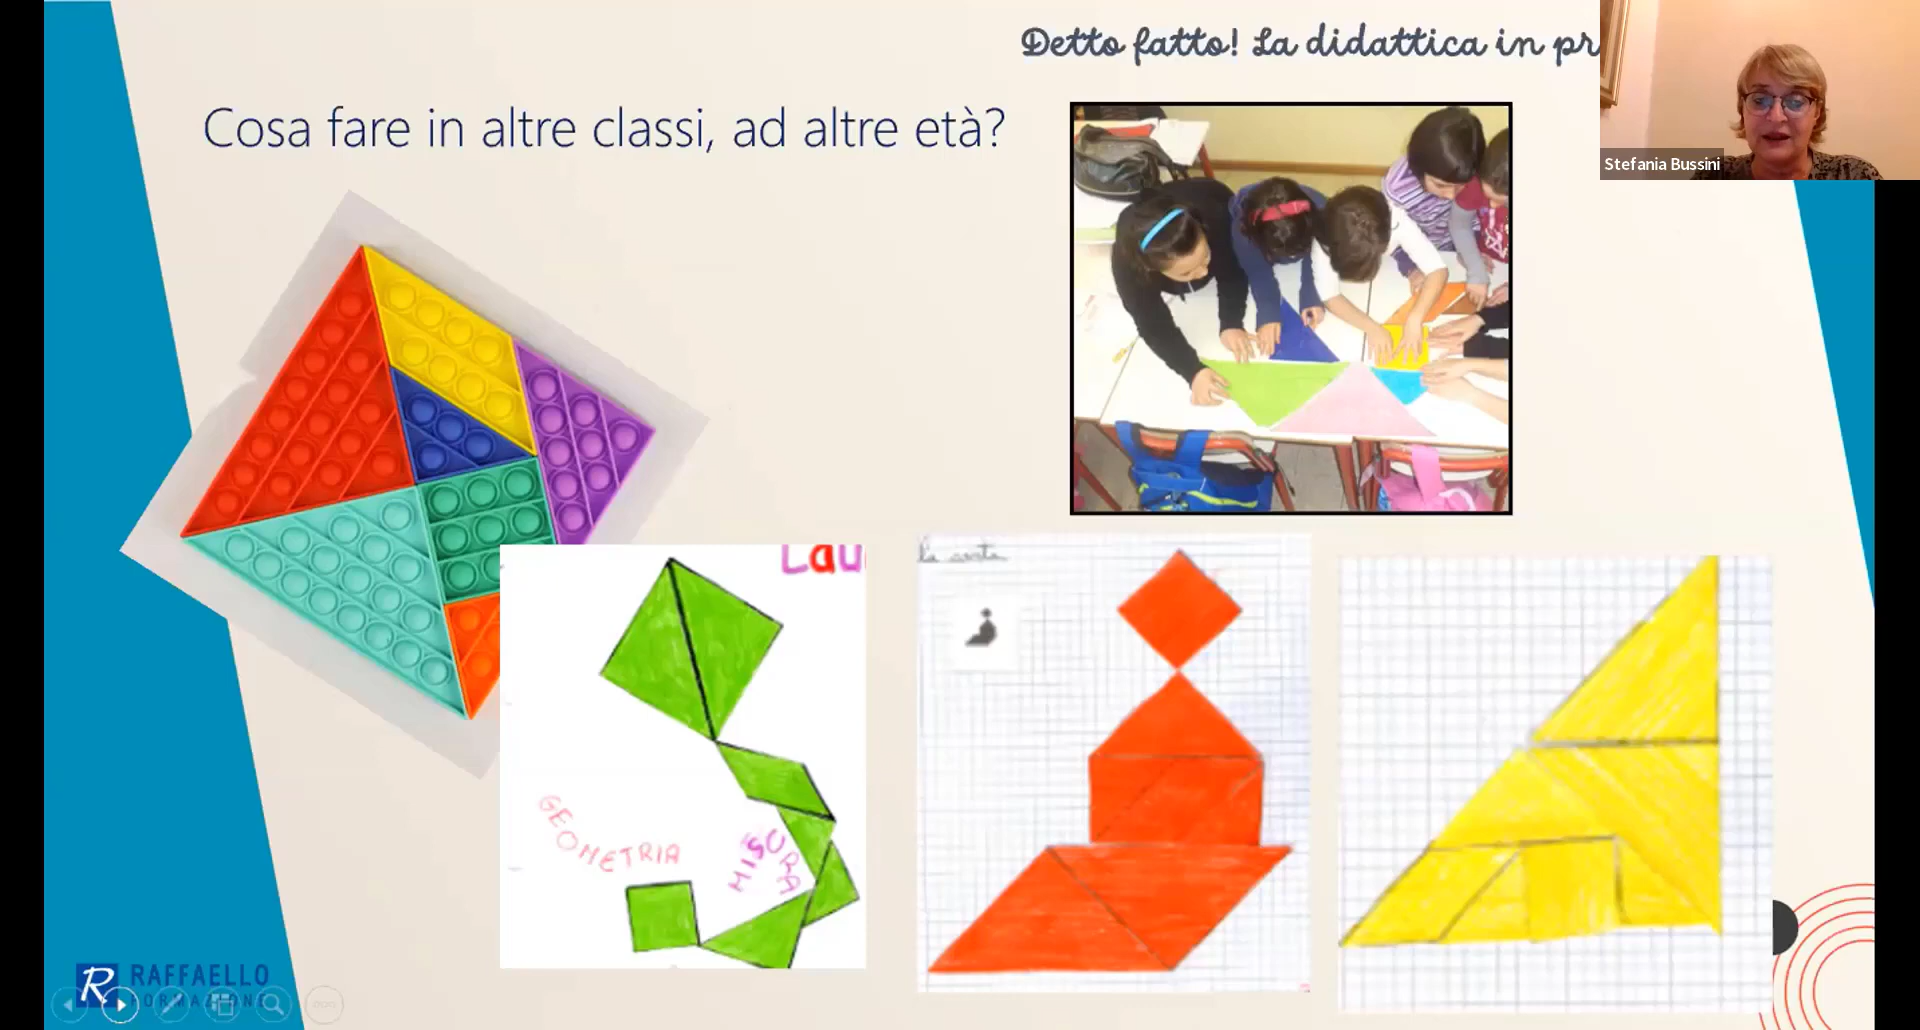 Detto fatto! La didattica in pr
Stefania Bussini
Cosa fare in altre classi, ad altre età?
Lau
GEOMETRIA
MISURA
RAFFAELLO
FORMAZIONE